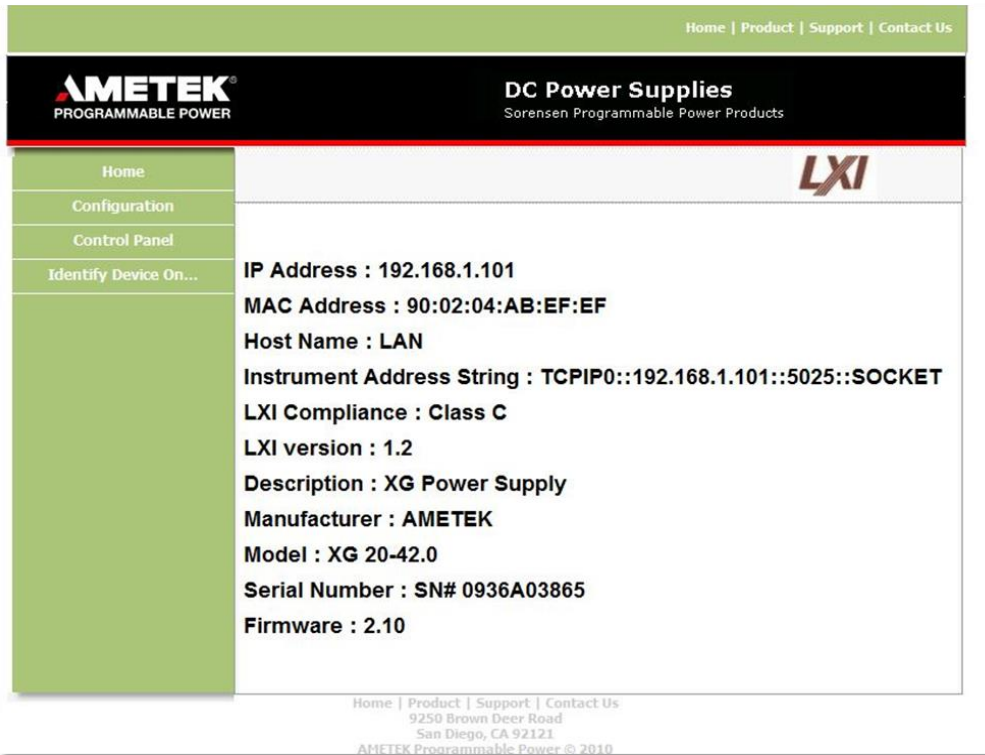 Home | Product | Support | Contact Us
AMETEK®
PROGRAMMABLE POWER
DC Power Supplies
Sorensen Programmable Power Products
LXI
Home
Configuration
Control Panel
Identify Device On...
IP Address : 192.168.1.101
MAC Address : 90:02:04:AB:EF:EF
Host Name : LAN
Instrument Address String : TCPIP0::192.168.1.101::5025::SOCKET
LXI Compliance : Class C
LXI version : 1.2
Description : XG Power Supply
Manufacturer : AMETEK
Model : XG 20-42.0
Serial Number : SN# 0936A03865
Firmware : 2.10
Home | Product | Support | Contact Us
9250 Brown Deer Road
San Diego, CA 92121
AMETEK Programmable Power © 2010